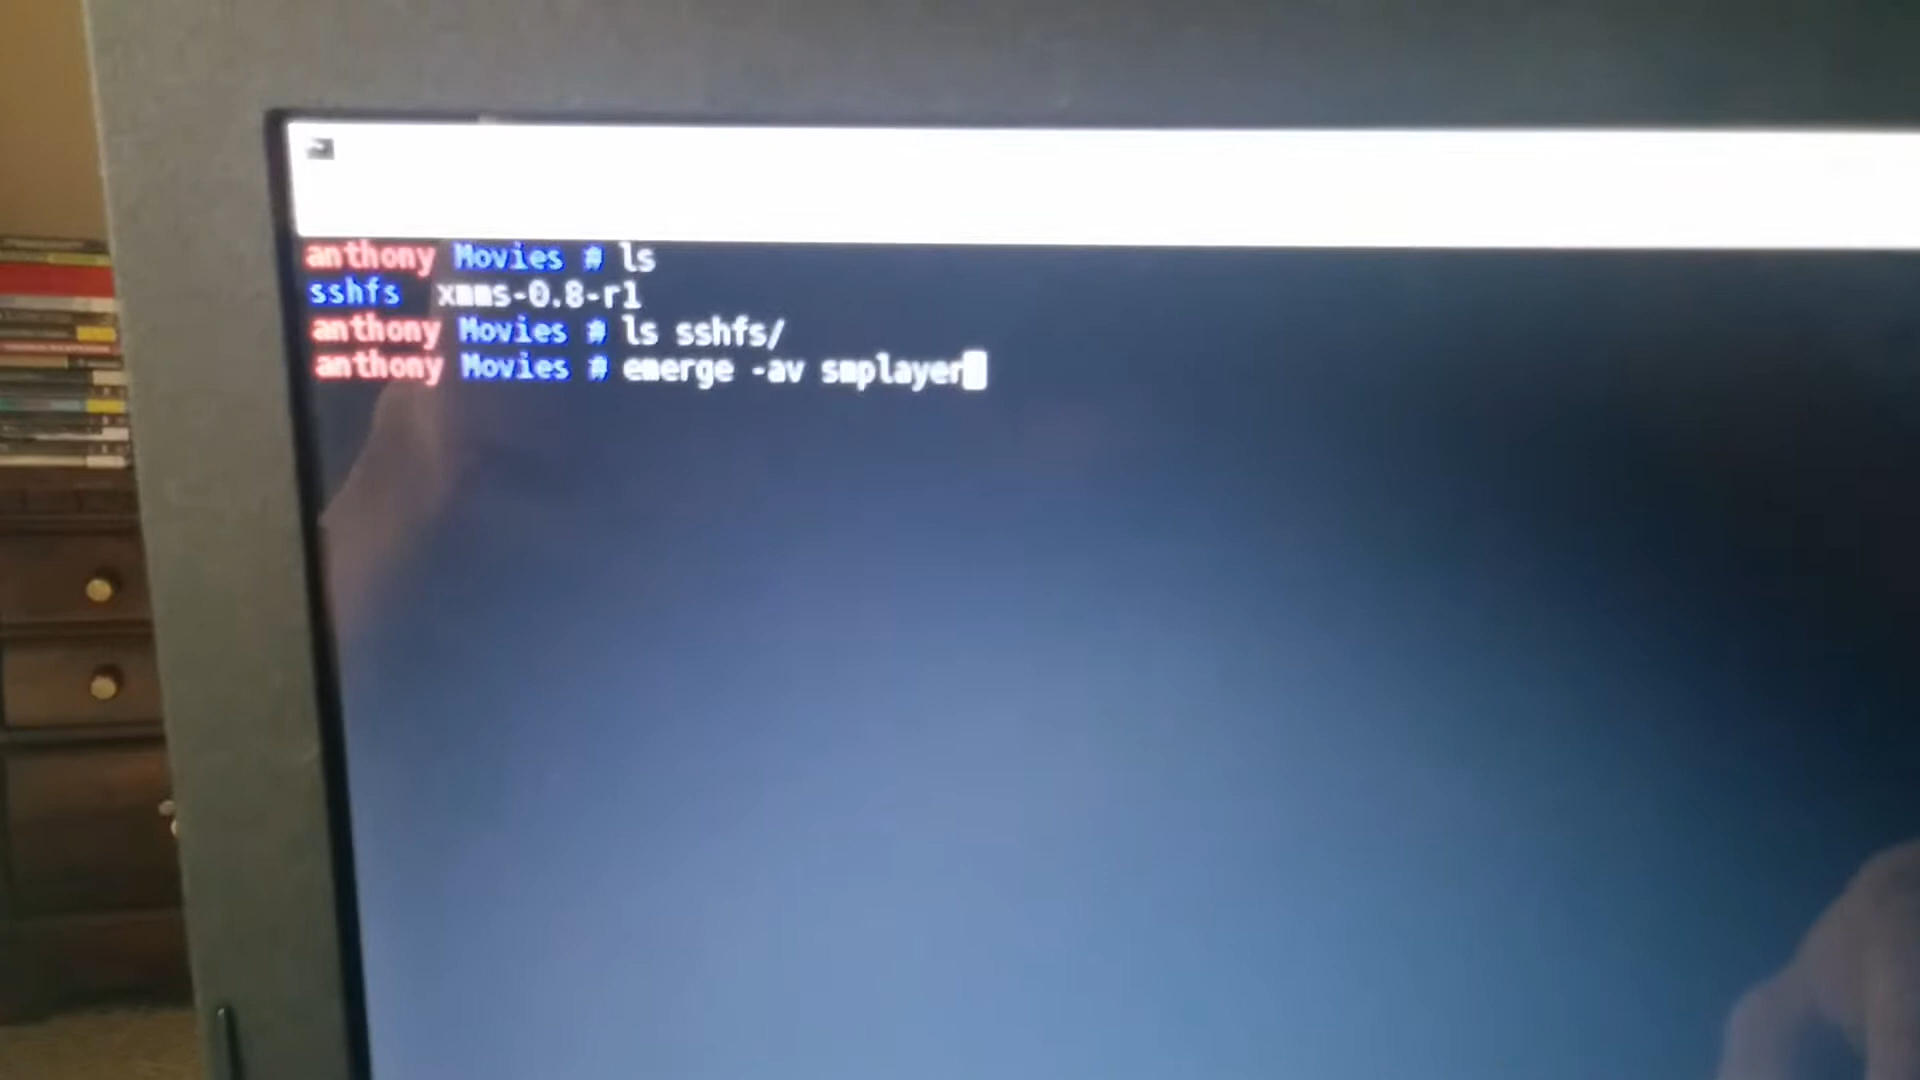 anthony Movies # ls
sshfs  xmms-0.8-r1
anthony Movies # ls sshfs/
anthony Movies # emerge -av smplayer